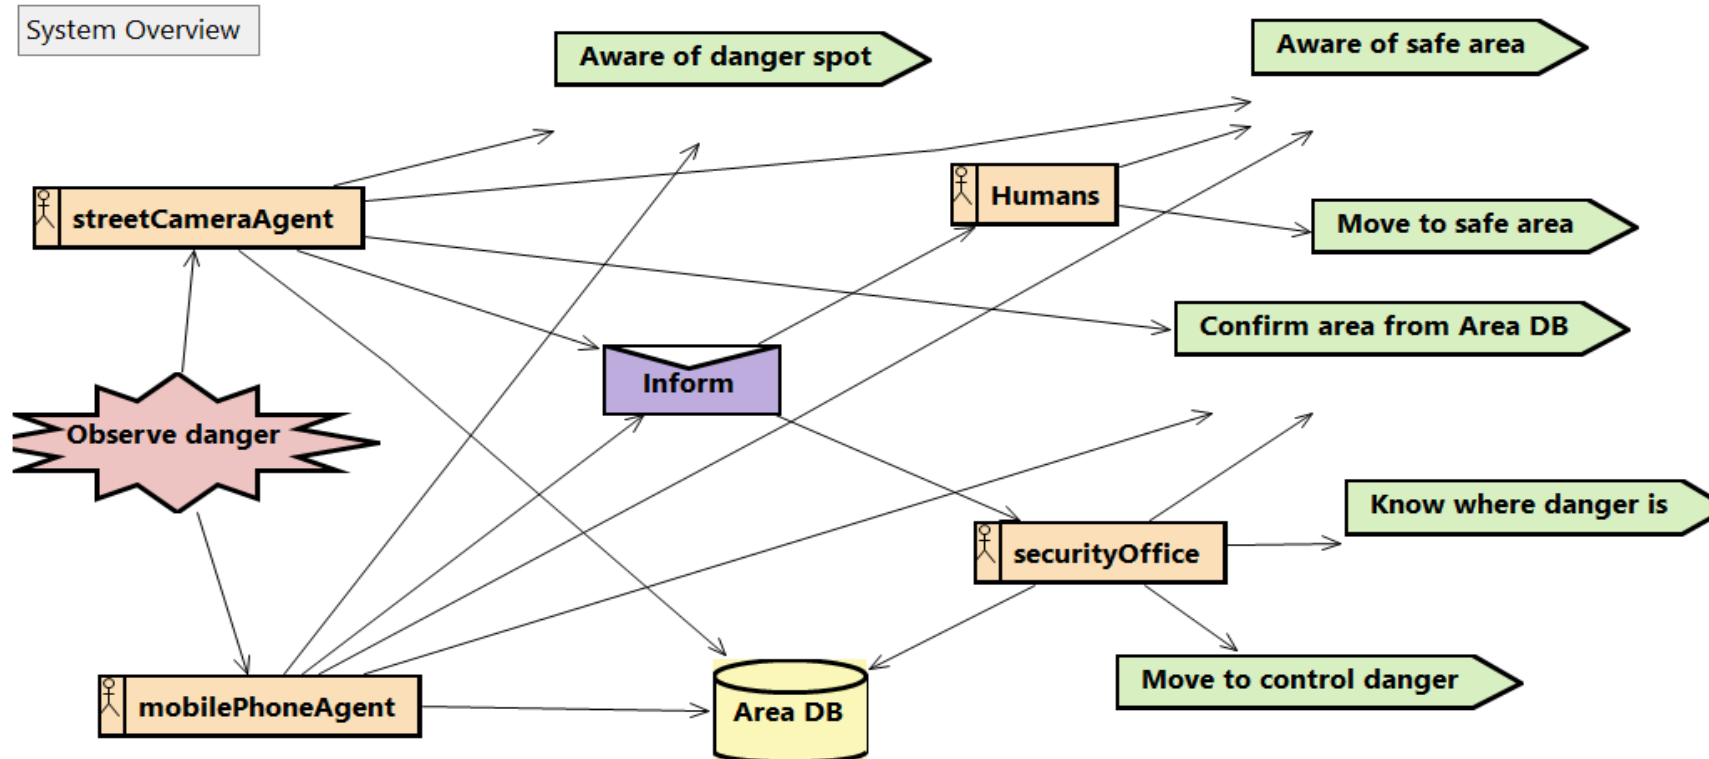 System Overview
Aware of danger spot
Aware of safe area
Humans
streetCameraAgent
Move to safe area
Confirm area from Area DB
Inform
Observe danger
Know where danger is
securityOffice
Move to control danger
mobilePhoneAgent
Area DB